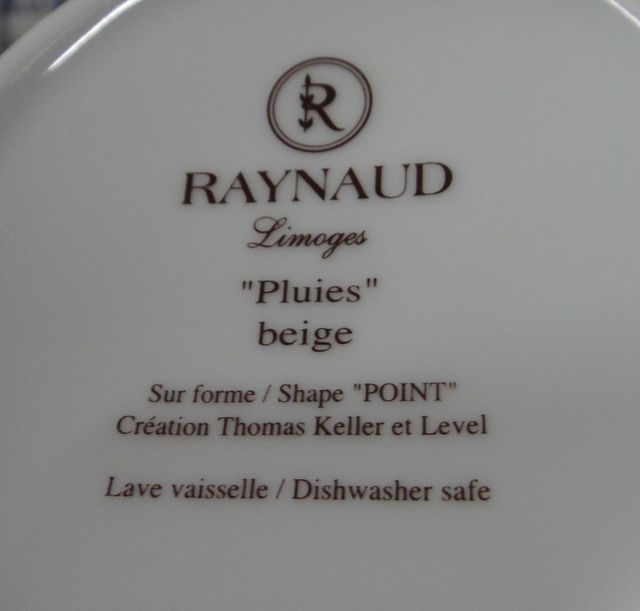 R
RAYNAUD
Limoges
"Pluies"
beige
Sur forme / Shape "POINT"
Création Thomas Keller et Level
Lave vaisselle / Dishwasher safe